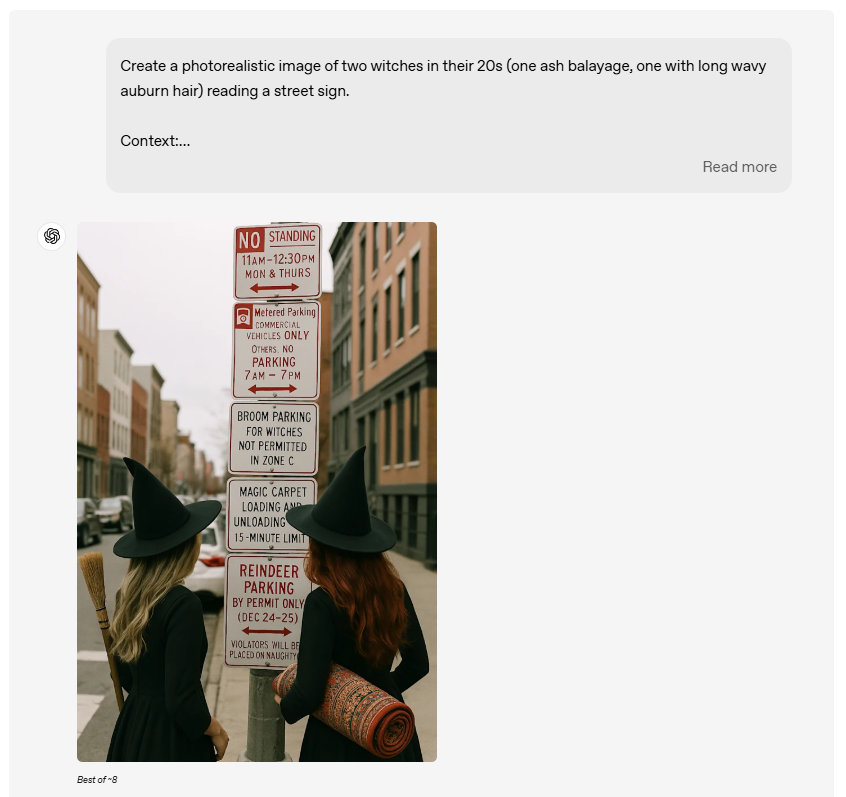 Create a photorealistic image of two witches in their 20s (one ash balayage, one with long wavy
auburn hair) reading a street sign.
Context:...
Read more
NO STANDING
11AM-12:30PM
MON & THURS
Metered Parking
COMMERCIAL
VEHICLES ONLY
OTHERS. NO
PARKING
7AM – 7PM
BROOM PARKING
FOR WITCHES
NOT PERMITTED
IN ZONE C
MAGIC CARPET
LOADING AND
UNLOADING
15-MINUTE LIMIT
REINDEER
PARKING
BY PERMIT ONLY
(DEC 24-25)
VIOLATORS WILL BE
PLACED ON NAUGHTY
Best of ~8